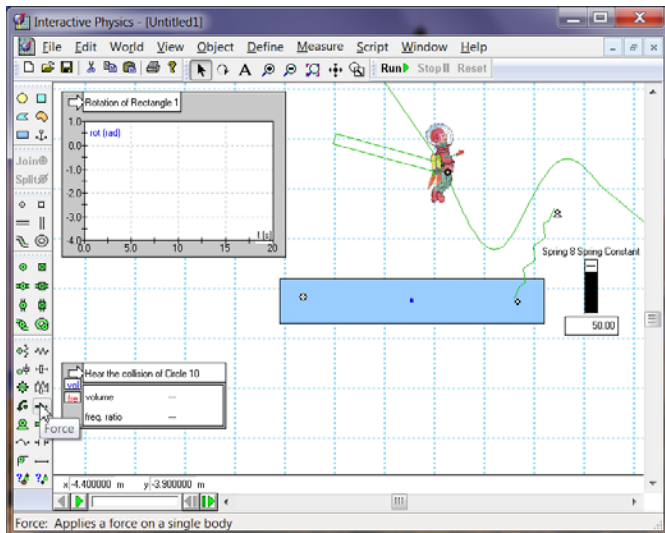 Interactive Physics - [Untitled1]
File Edit World View Object Define Measure Script Window Help
A Run Stop Reset
Rotation of Rectangle 1
rot (rad)
1.0
0.0
-1.0
-2.0
-3.0
-4.0
0.0 5.0 10 15 20
t [s]
Join
Split
Spring 8 Spring Constant
50.00
Hear the collision of Circle 10
vol
volume ---
freq. ratio ---
Force
x -4.400000 m y -3.900000 m
Force: Applies a force on a single body